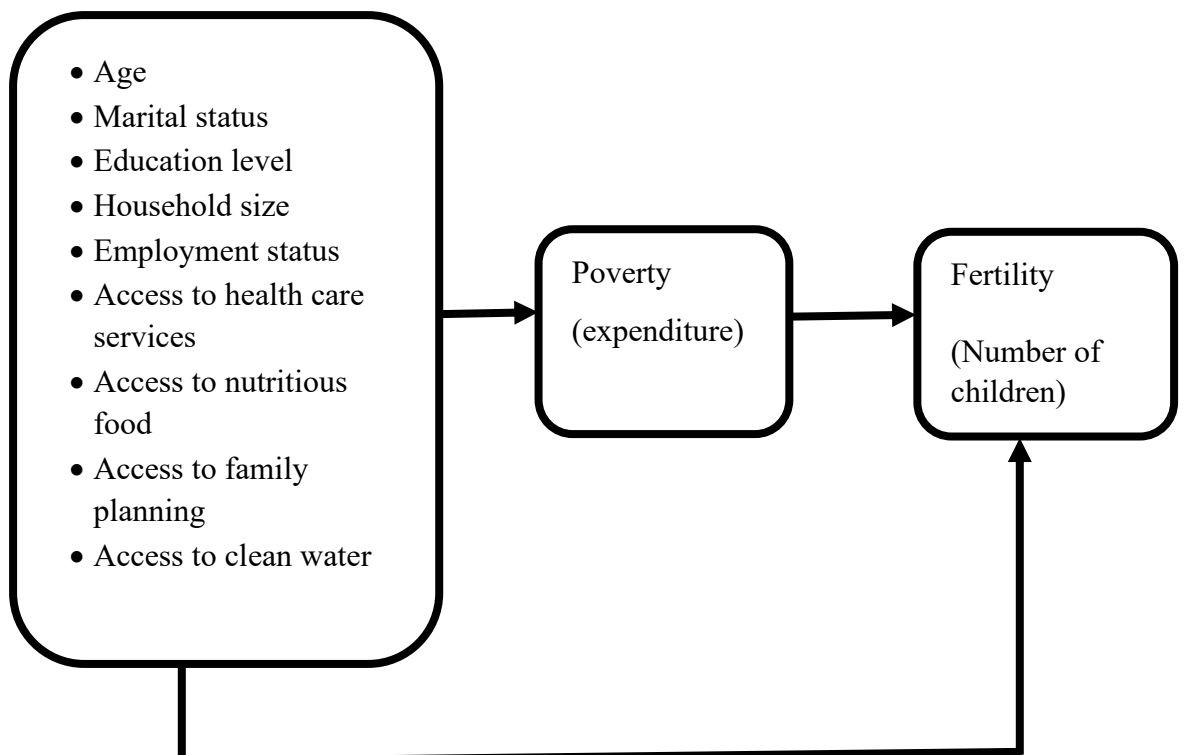 • Age
• Marital status
• Education level
• Household size
• Employment status
• Access to health care
services
• Access to nutritious
food
• Access to family
planning
• Access to clean water
Poverty
(expenditure)
Fertility
(Number of
children)